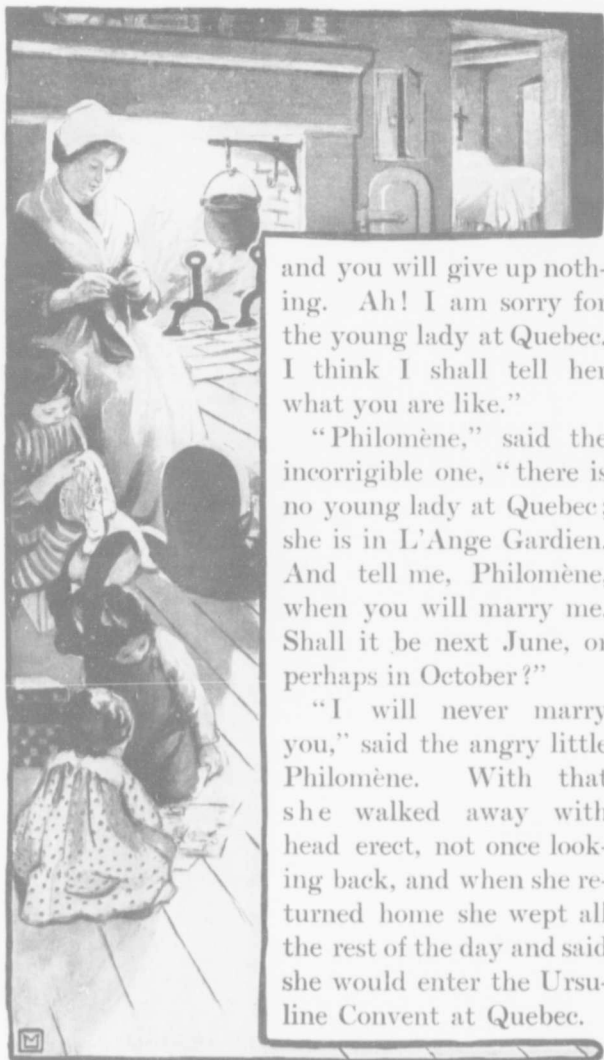 and you will give up noth-
ing. Ah! I am sorry for
the young lady at Quebec.
I think I shall tell her
what you are like.”
“Philomène,” said the
incorrigible one, “there is
no young lady at Quebec;
she is in L'Ange Gardien.
And tell me, Philomène,
when you will marry me.
Shall it be next June, or
perhaps in October?”
“I will never marry
you,” said the angry little
Philomène. With that
she walked away with
head erect, not once look-
ing back, and when she re-
turned home she wept all
the rest of the day and said
she would enter the Ursu-
line Convent at Quebec.